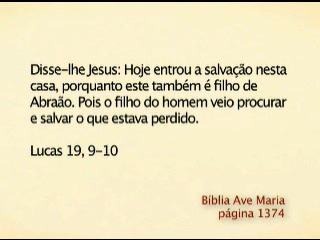 Disse-lhe Jesus: Hoje entrou a salvação nesta
casa, porquanto este também é filho de
Abraão. Pois o filho do homem veio procurar
e salvar o que estava perdido.
Lucas 19, 9-10
Bíblia Ave Maria
página 1374